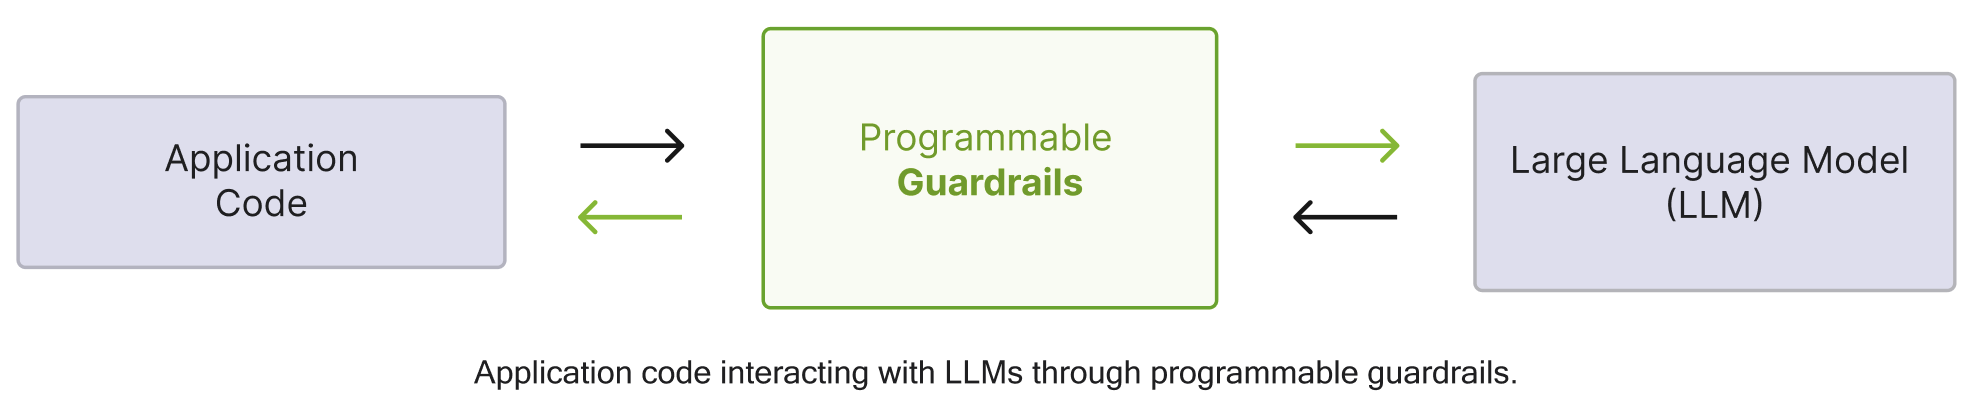 Application
Code
Programmable
Guardrails
Large Language Model
(LLM)
Application code interacting with LLMs through programmable guardrails.